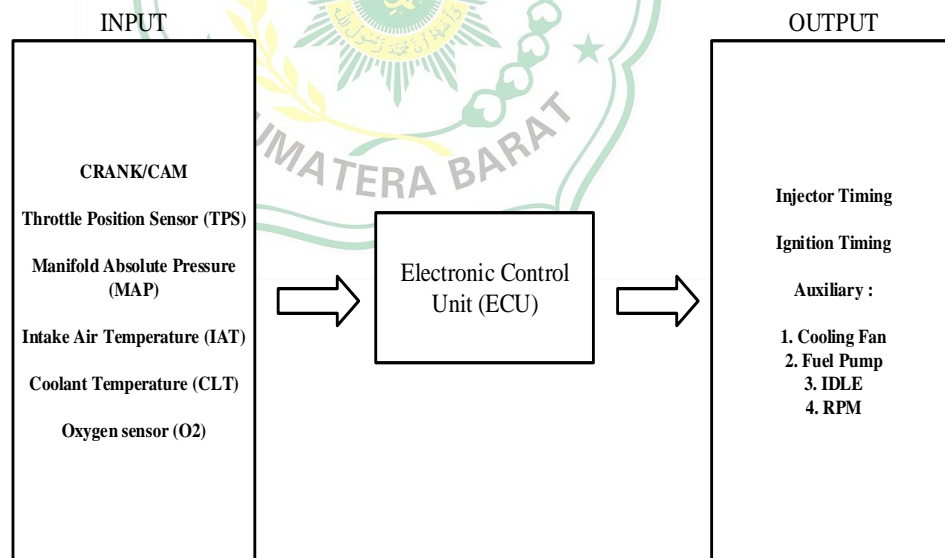 INPUT
OUTPUT
UMATERA BARAT
CRANK/CAM
Throttle Position Sensor (TPS)
Manifold Absolute Pressure
(MAP)
Intake Air Temperature (IAT)
Coolant Temperature (CLT)
Oxygen sensor (O2)
Electronic Control
Unit (ECU)
Injector Timing
Ignition Timing
Auxiliary :
1. Cooling Fan
2. Fuel Pump
3. IDLE
4. RPM